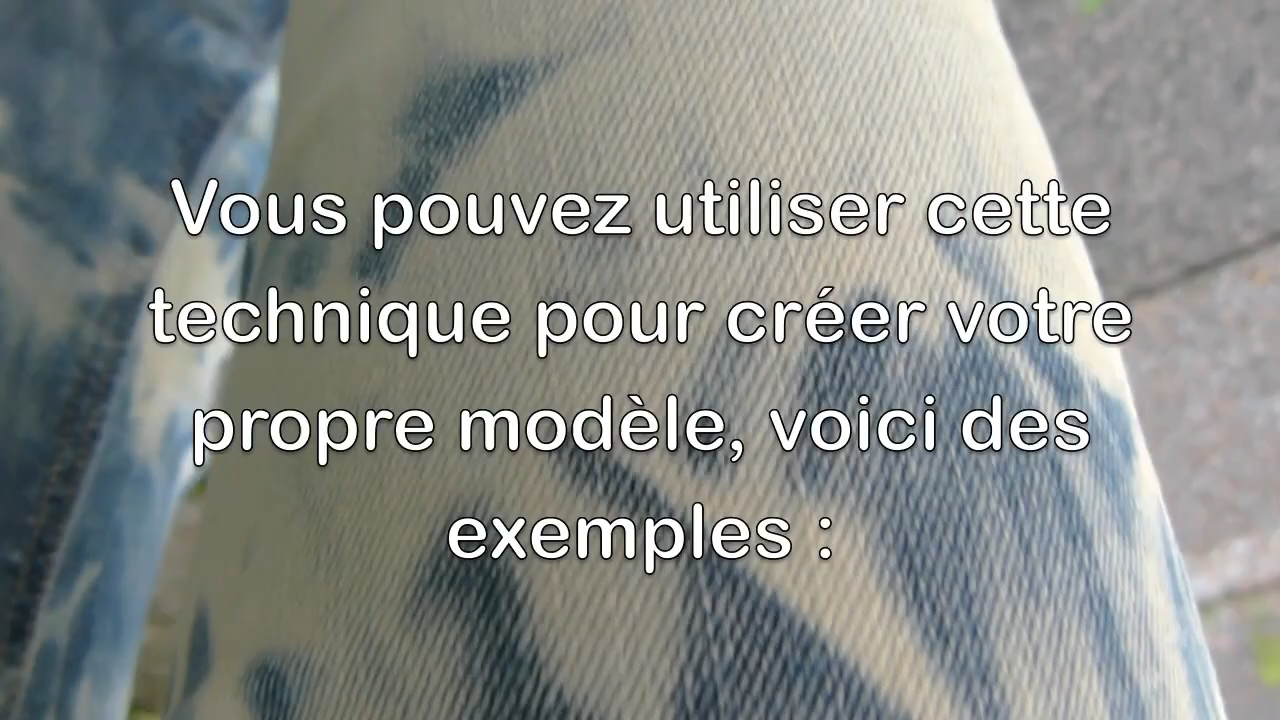 Vous pouvez utiliser cette
technique pour créer votre
propre modèle, voici des
exemples :